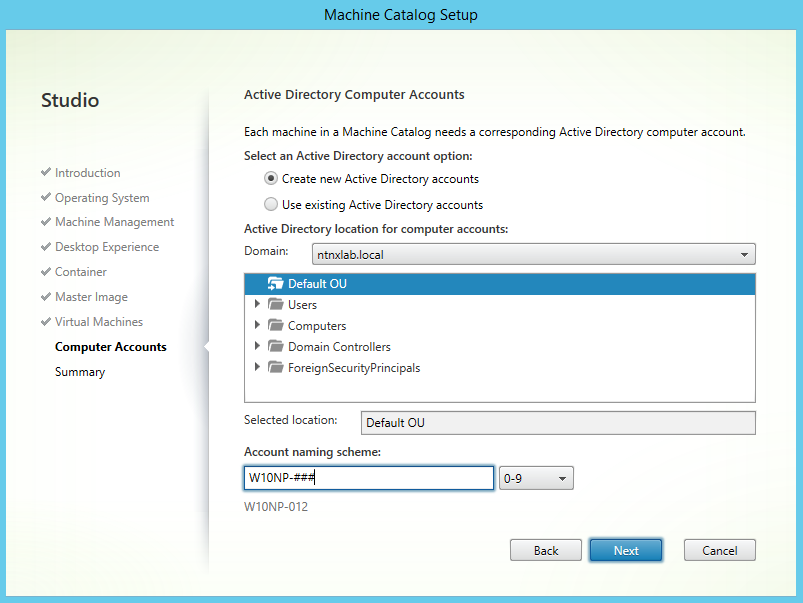 Machine Catalog Setup
Studio
Introduction
Operating System
Machine Management
Desktop Experience
Container
Master Image
Virtual Machines
Computer Accounts
Summary
Active Directory Computer Accounts
Each machine in a Machine Catalog needs a corresponding Active Directory computer account.
Select an Active Directory account option:
Create new Active Directory accounts
Use existing Active Directory accounts
Active Directory location for computer accounts:
Domain: ntnxlab.local
Default OU
Users
Computers
Domain Controllers
ForeignSecurityPrincipals
Selected location: Default OU
Account naming scheme:
W10NP-### 0-9
W10NP-012
Back Next Cancel